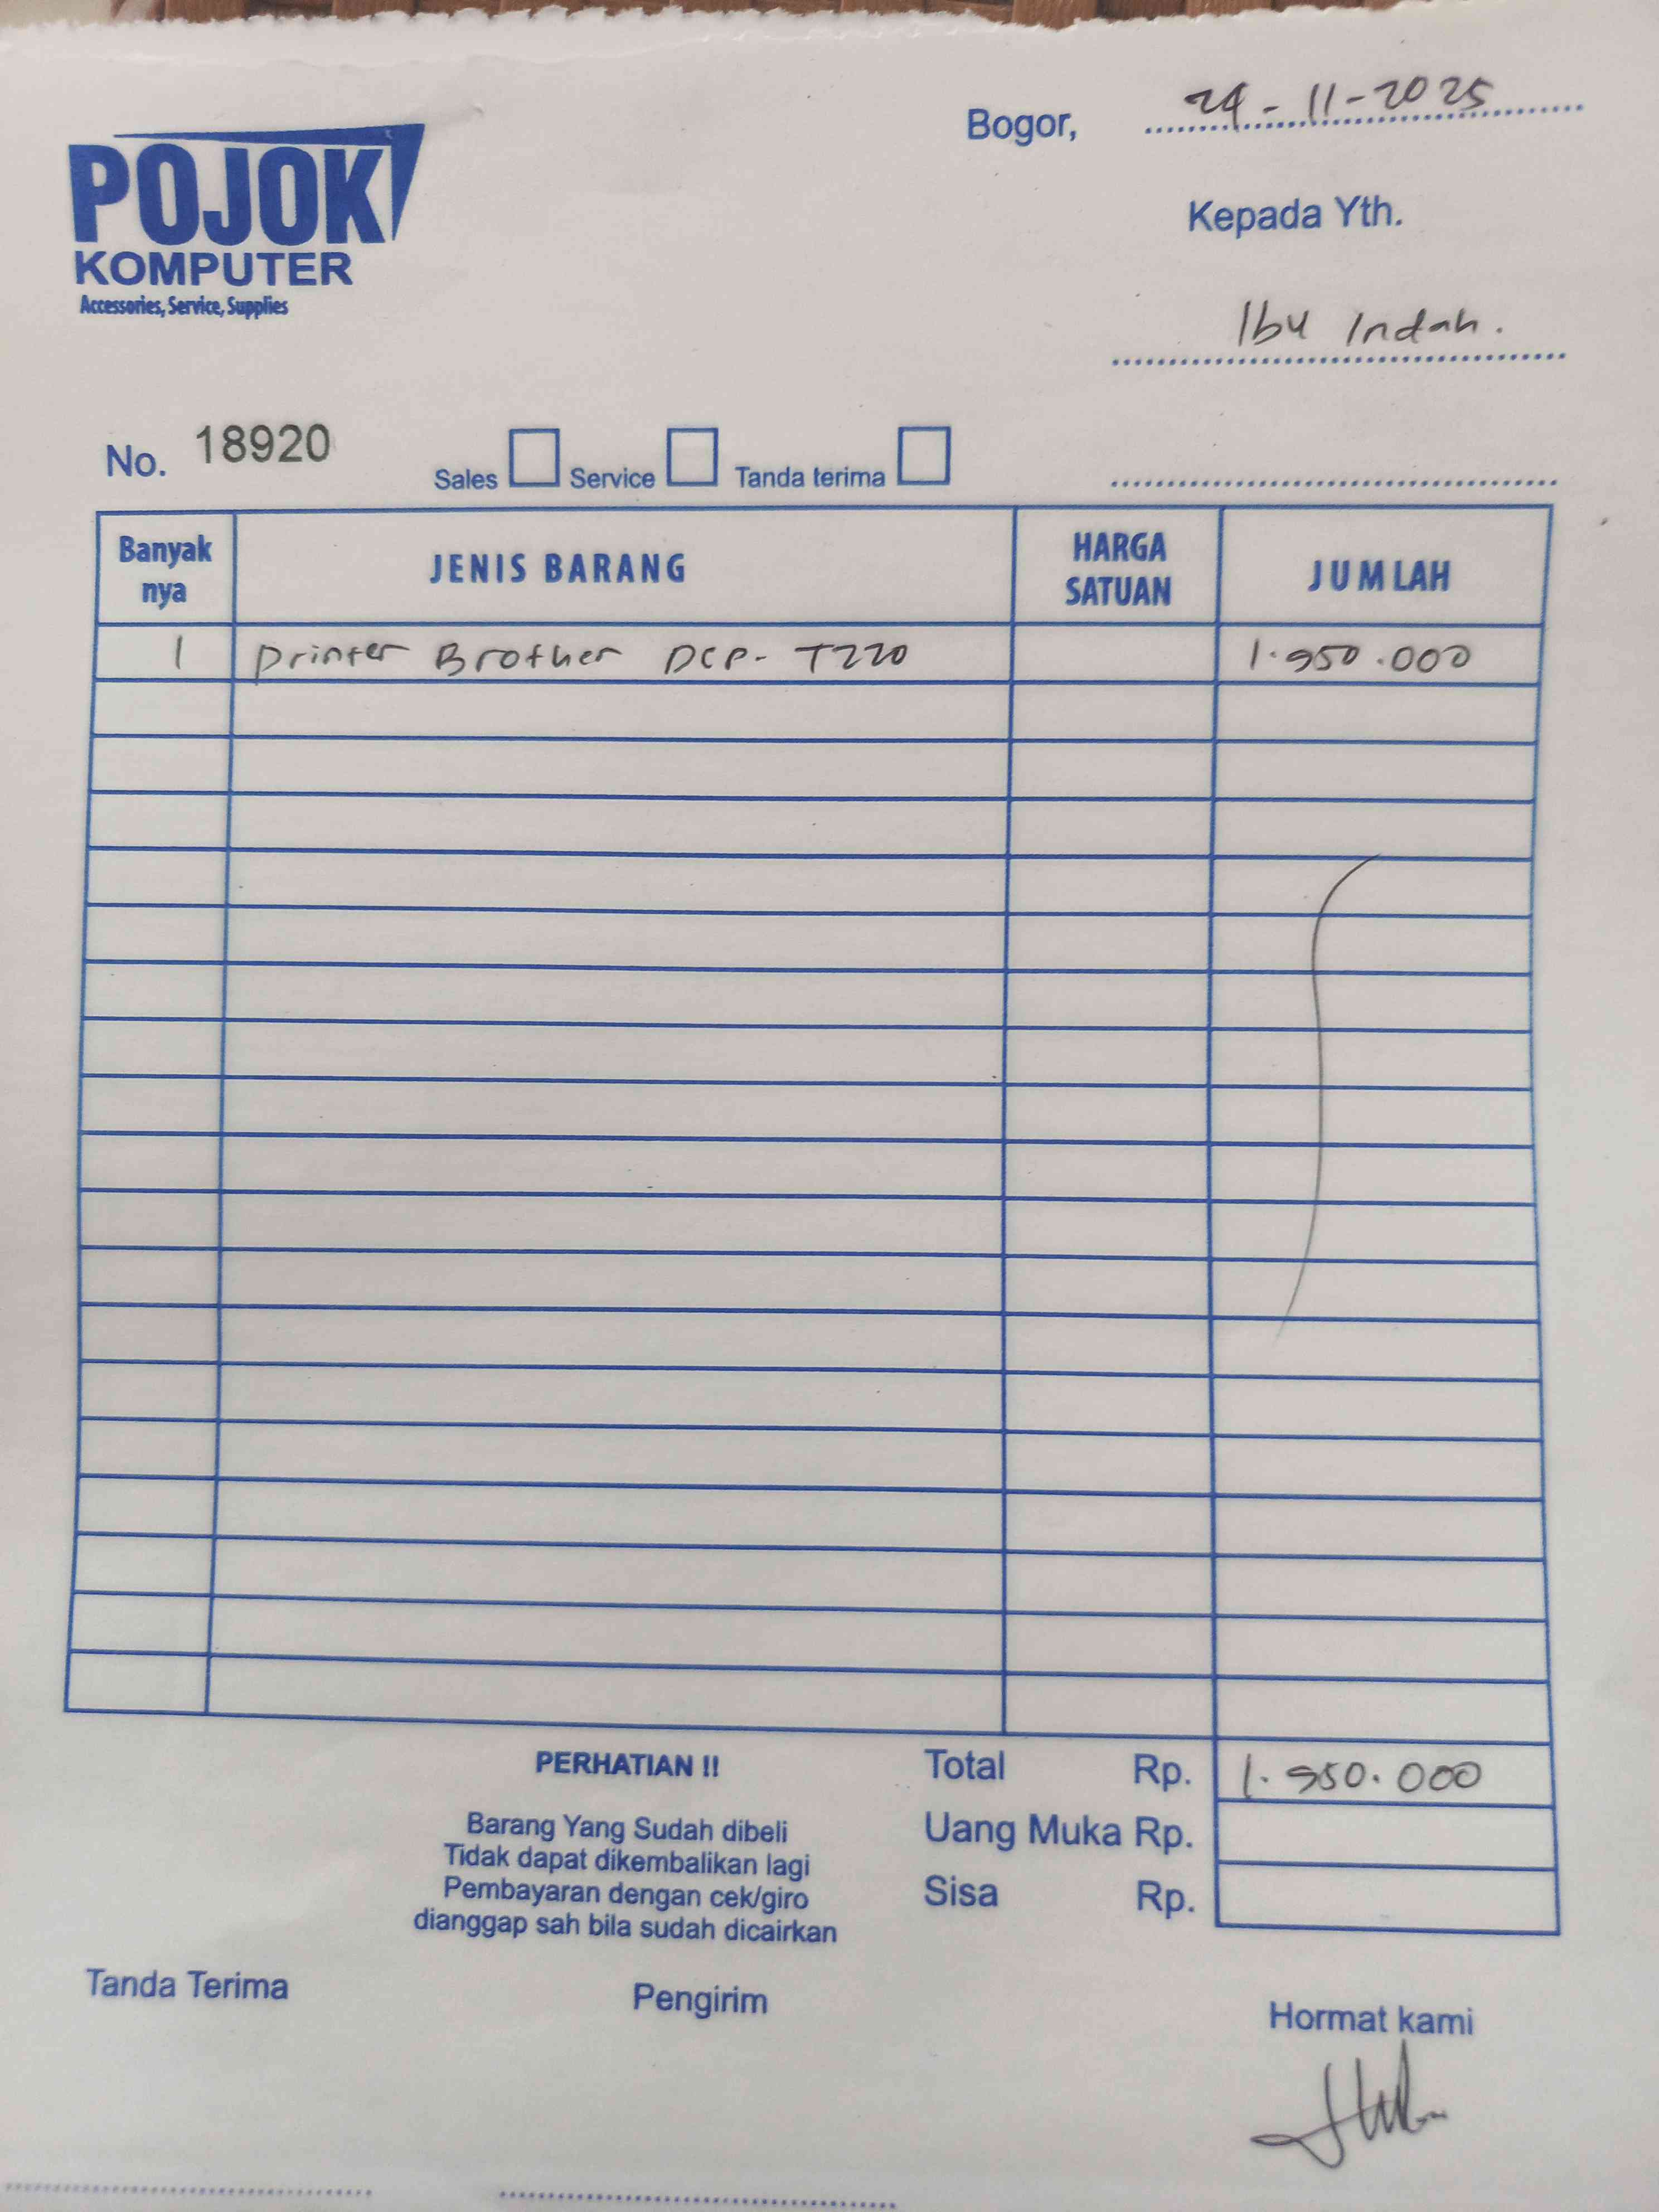 Bogor, 24-11-2025
POJOK
KOMPUTER
Accessories, Service, Supplies
Kepada Yth.
Ibu Indah.
No. 18920
Sales Service Tanda terima
Banyak nya JENIS BARANG HARGA SATUAN JUMLAH
1 Printer Brother DCP-T220 1.950.000
PERHATIAN !!
Barang Yang Sudah dibeli
Tidak dapat dikembalikan lagi
Pembayaran dengan cek/giro
dianggap sah bila sudah dicairkan
Total Rp. 1.950.000
Uang Muka Rp.
Sisa Rp.
Tanda Terima Pengirim Hormat kami